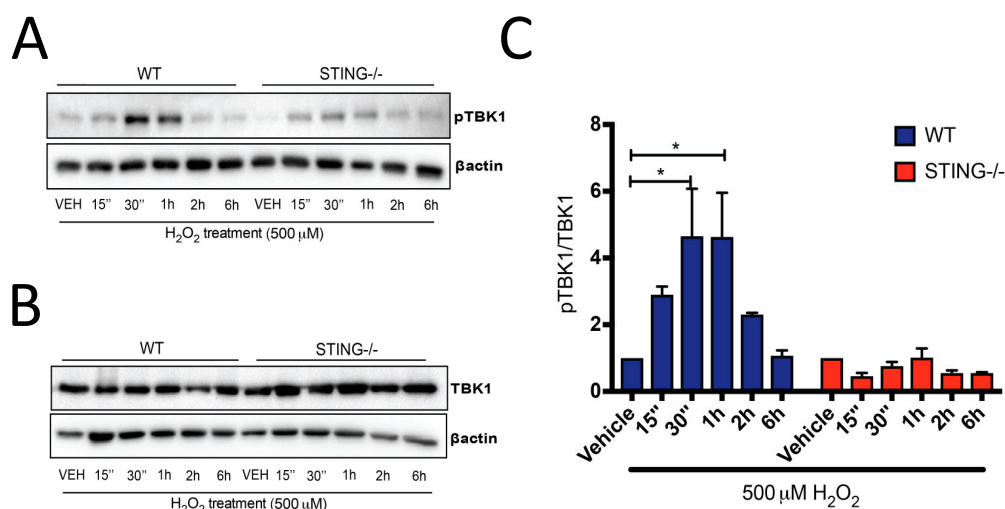 A
WT STING-/-
pTBK1
βactin
VEH 15’’ 30’’ 1h 2h 6h VEH 15’’ 30’’ 1h 2h 6h
H₂O₂ treatment (500 µM)
B
WT STING-/-
TBK1
βactin
VEH 15’’ 30’’ 1h 2h 6h VEH 15’’ 30’’ 1h 2h 6h
H₂O₂ treatment (500 µM)
C
WT
STING-/-
pTBK1/TBK1
8
6
4
2
0
*
*
Vehicle 15’’ 30’’ 1h 2h 6h Vehicle 15’’ 30’’ 1h 2h 6h
500 µM H₂O₂